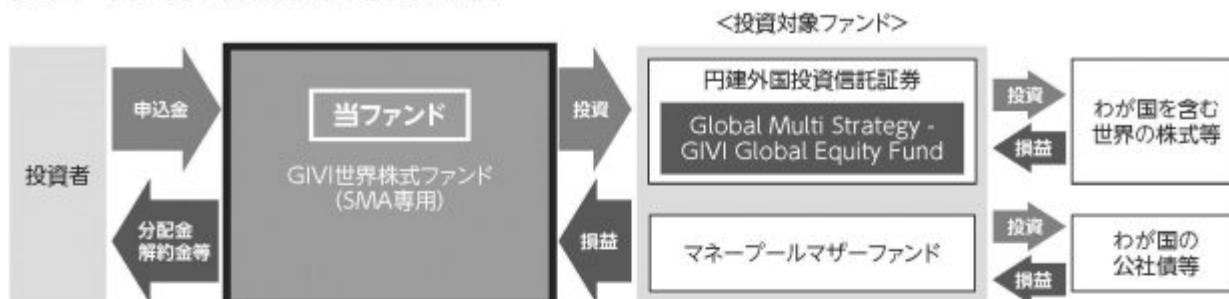 <投資対象ファンド>
投資者
申込金
分配金
解約金等
当ファンド
GIVI世界株式ファンド
(SMA専用)
投資
損益
円建外国投資信託証券
Global Multi Strategy -
GIVI Global Equity Fund
マネープールマザーファンド
投資
損益
わが国を含む
世界の株式等
投資
損益
わが国の
公社債等